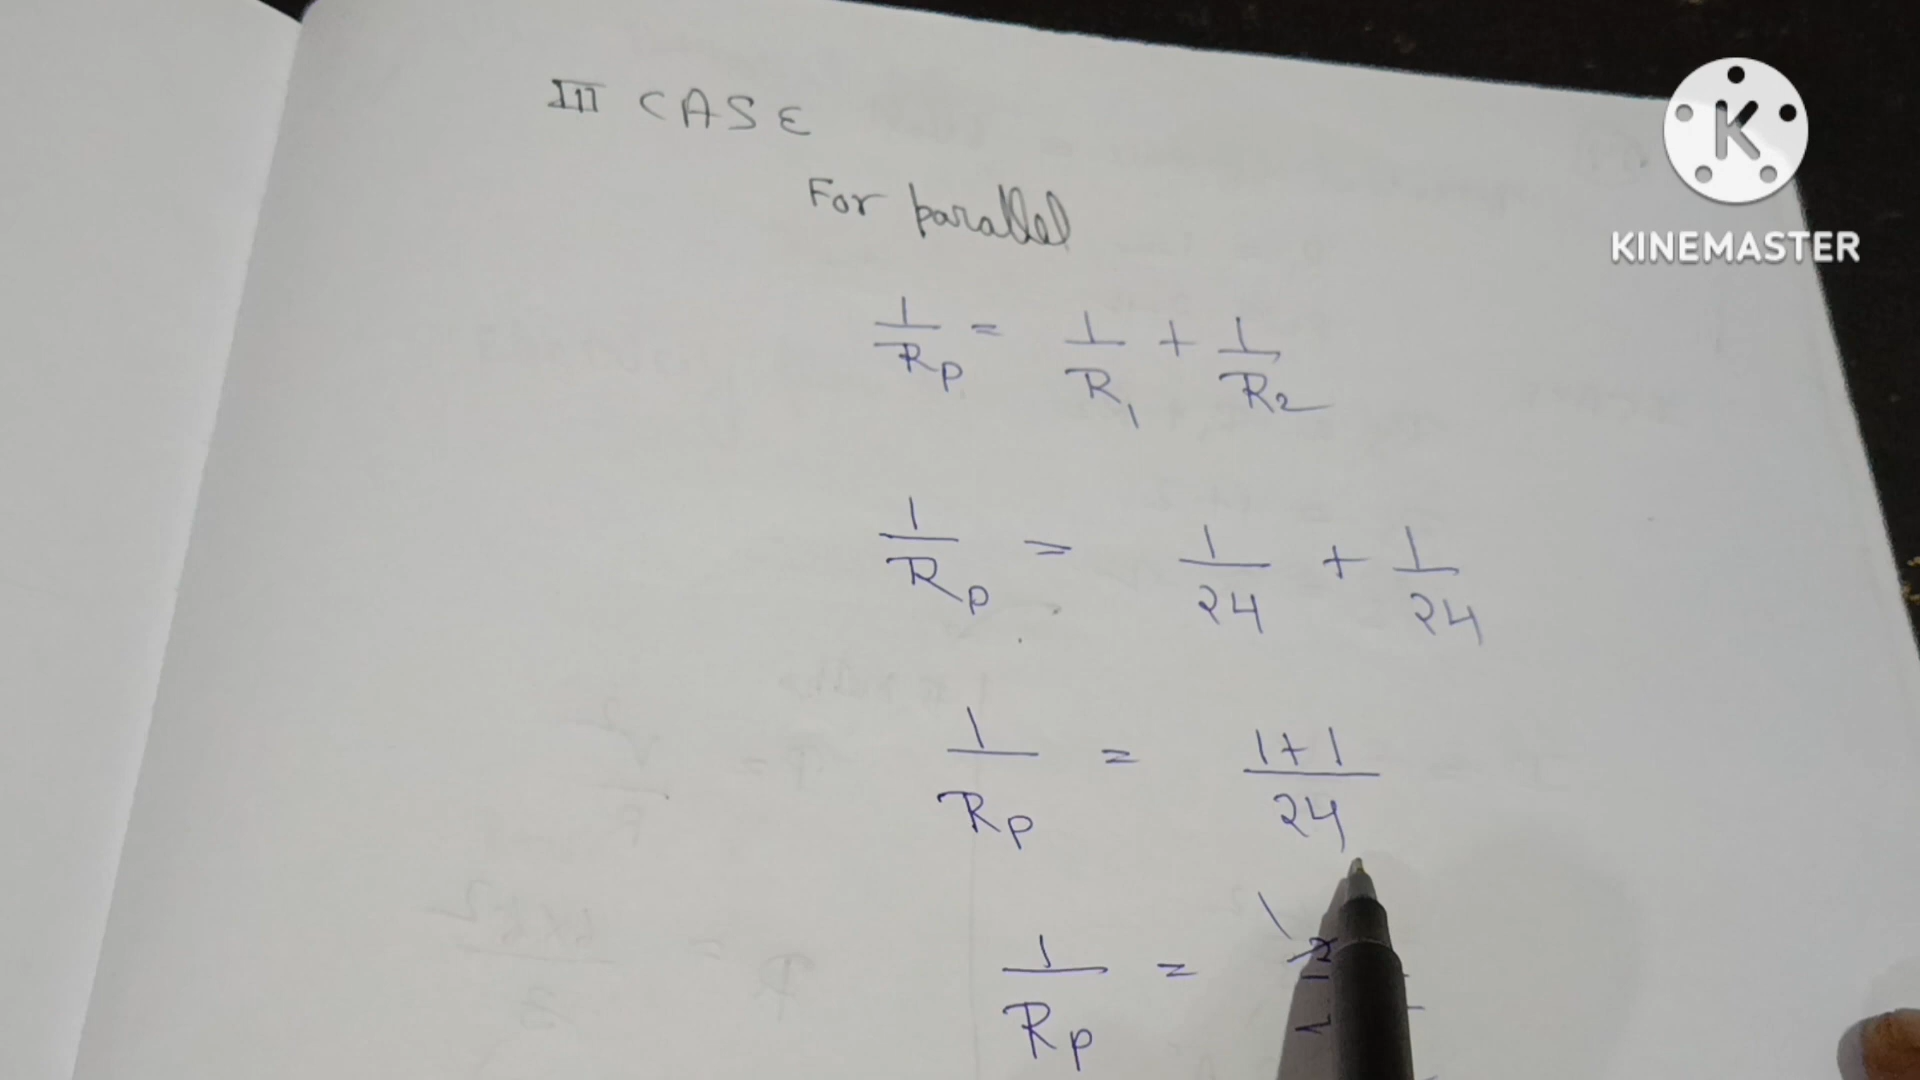 III CASE
KINEMASTER
For parallel
1/Rp = 1/R1 + 1/R2
1/Rp = 1/24 + 1/24
1/Rp = 1+1/24
1/Rp =